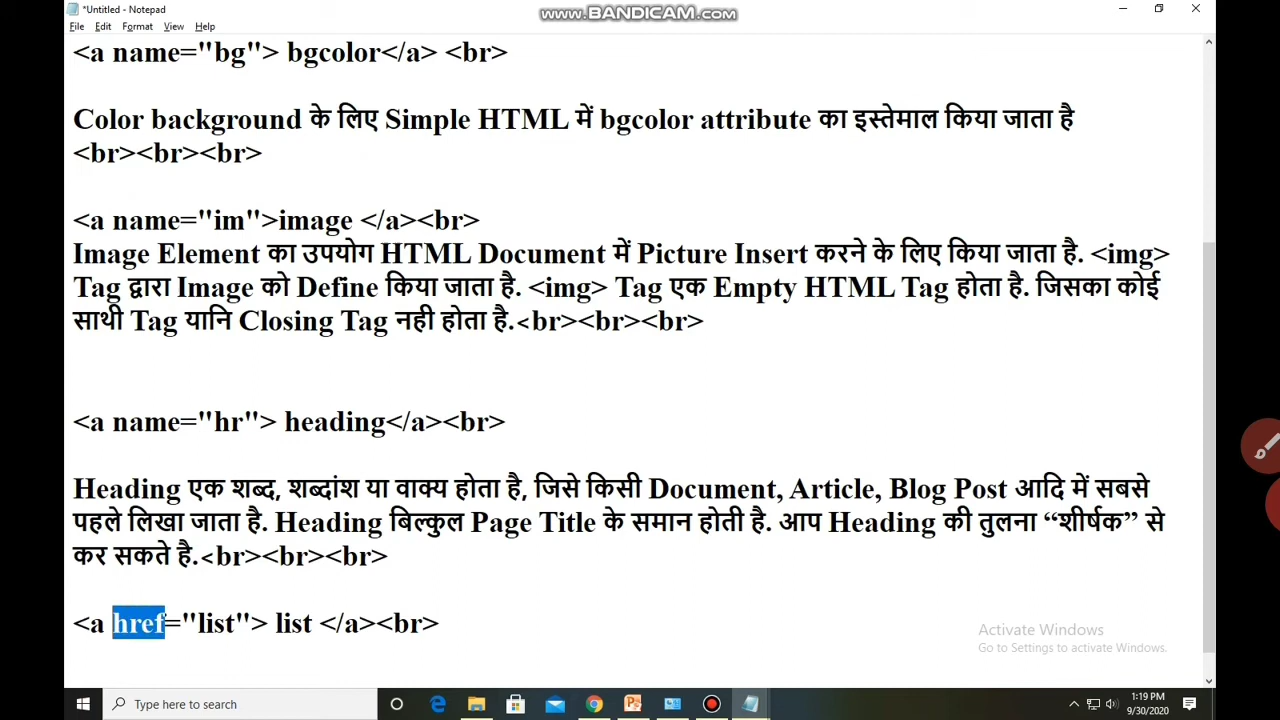 *Untitled - Notepad
www.BANDICAM.com
File Edit Format View Help
<a name="bg"> bgcolor</a> <br>
Color background के लिए Simple HTML में bgcolor attribute का इस्तेमाल किया जाता है
<br><br><br>
<a name="im">image </a><br>
Image Element का उपयोग HTML Document में Picture Insert करने के लिए किया जाता है. <img>
Tag द्वारा Image को Define किया जाता है. <img> Tag एक Empty HTML Tag होता है. जिसका कोई
साथी Tag यानि Closing Tag नही होता है.<br><br><br>
<a name="hr"> heading</a><br>
Heading एक शब्द, शब्दांश या वाक्य होता है, जिसे किसी Document, Article, Blog Post आदि में सबसे
पहले लिखा जाता है. Heading बिल्कुल Page Title के समान होती है. आप Heading की तुलना “शीर्षक” से
कर सकते है.<br><br><br>
<a href="list"> list </a><br>
Activate Windows
Go to Settings to activate Windows.
Type here to search
1:19 PM
9/30/2020